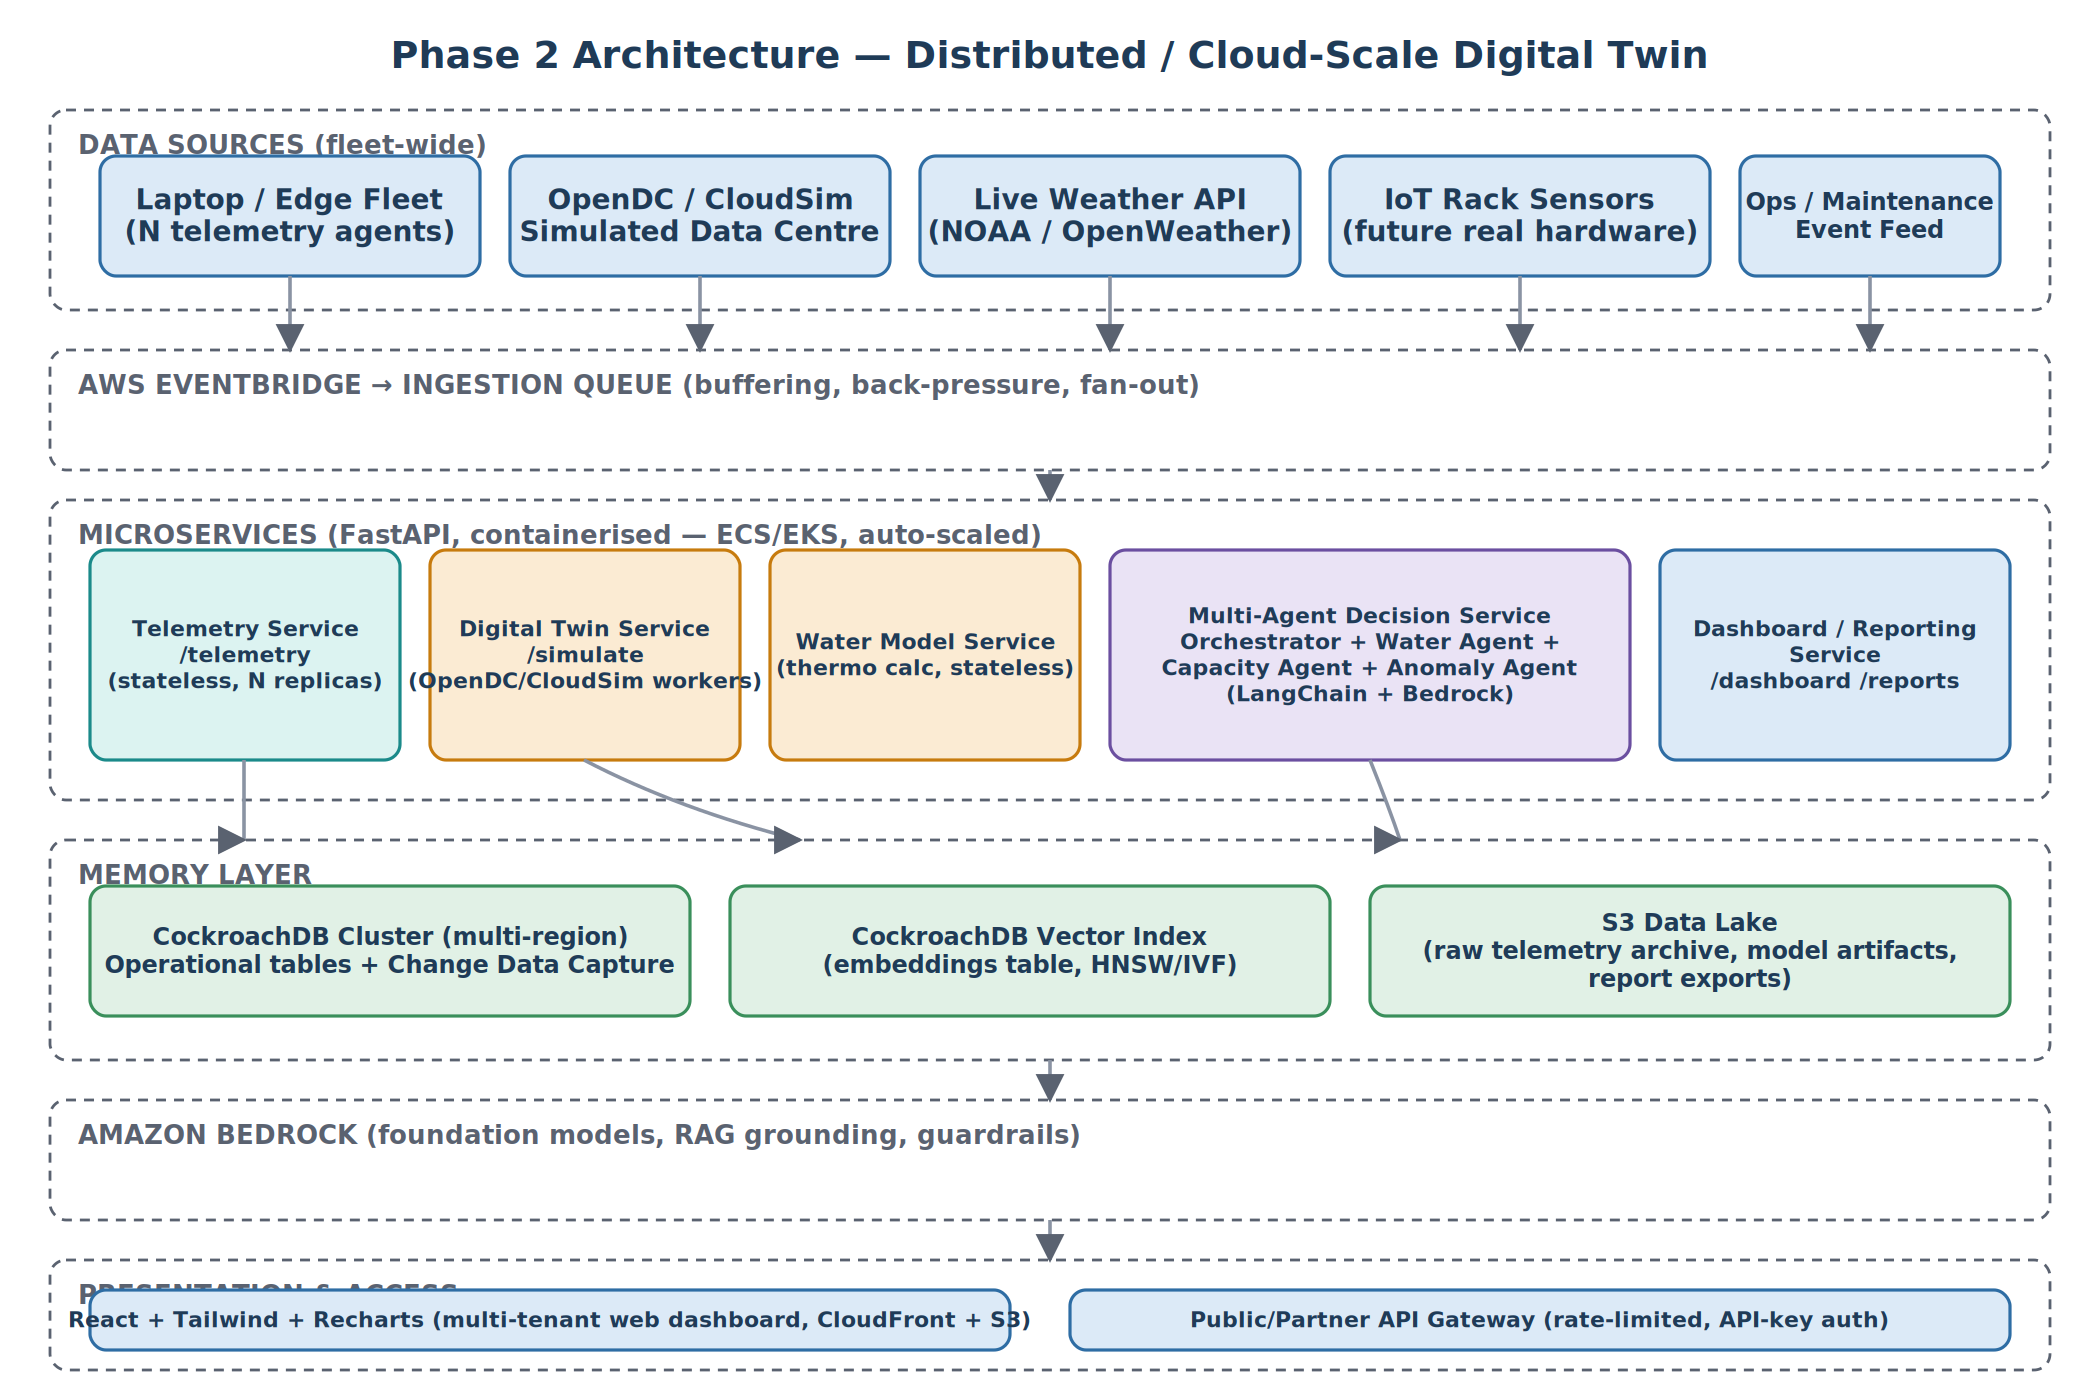 Phase 2 Architecture — Distributed / Cloud-Scale Digital Twin
DATA SOURCES (fleet-wide)
Laptop / Edge Fleet
(N telemetry agents)
OpenDC / CloudSim
Simulated Data Centre
Live Weather API
(NOAA / OpenWeather)
IoT Rack Sensors
(future real hardware)
Ops / Maintenance
Event Feed
AWS EVENTBRIDGE → INGESTION QUEUE (buffering, back-pressure, fan-out)
MICROSERVICES (FastAPI, containerised — ECS/EKS, auto-scaled)
Telemetry Service
/telemetry
(stateless, N replicas)
Digital Twin Service
/simulate
(OpenDC/CloudSim workers)
Water Model Service
(thermo calc, stateless)
Multi-Agent Decision Service
Orchestrator + Water Agent +
Capacity Agent + Anomaly Agent
(LangChain + Bedrock)
Dashboard / Reporting
Service
/dashboard /reports
MEMORY LAYER
CockroachDB Cluster (multi-region)
Operational tables + Change Data Capture
CockroachDB Vector Index
(embeddings table, HNSW/IVF)
S3 Data Lake
(raw telemetry archive, model artifacts,
report exports)
AMAZON BEDROCK (foundation models, RAG grounding, guardrails)
PRESENTATION & ACCESS
React + Tailwind + Recharts (multi-tenant web dashboard, CloudFront + S3)
Public/Partner API Gateway (rate-limited, API-key auth)